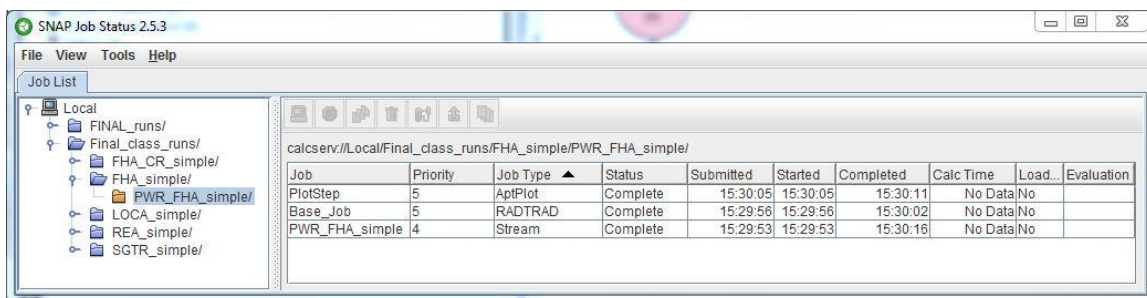 SNAP Job Status 2.5.3
File View Tools Help
Job List
Local
FINAL_runs/
Final_class_runs/
FHA_CR_simple/
FHA_simple/
PWR_FHA_simple/
LOCA_simple/
REA_simple/
SGTR_simple/
calcserv://Local/Final_class_runs/FHA_simple/PWR_FHA_simple/
Job Priority Job Type Status Submitted Started Completed Calc Time Load... Evaluation
PlotStep 5 AptPlot Complete 15:30:05 15:30:05 15:30:11 No Data No
Base_Job 5 RADTRAD Complete 15:29:56 15:29:56 15:30:02 No Data No
PWR_FHA_simple 4 Stream Complete 15:29:53 15:29:53 15:30:16 No Data No